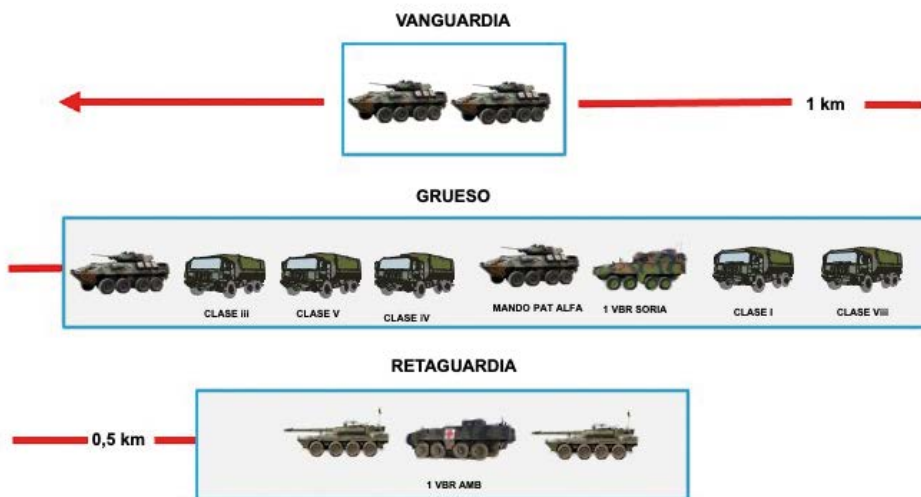 VANGUARDIA
1 km
GRUESO
CLASE iii
CLASE V
CLASE iV
MANDO PAT ALFA
1 VBR SORIA
CLASE I
CLASE Viii
RETAGUARDIA
0,5 km
1 VBR AMB